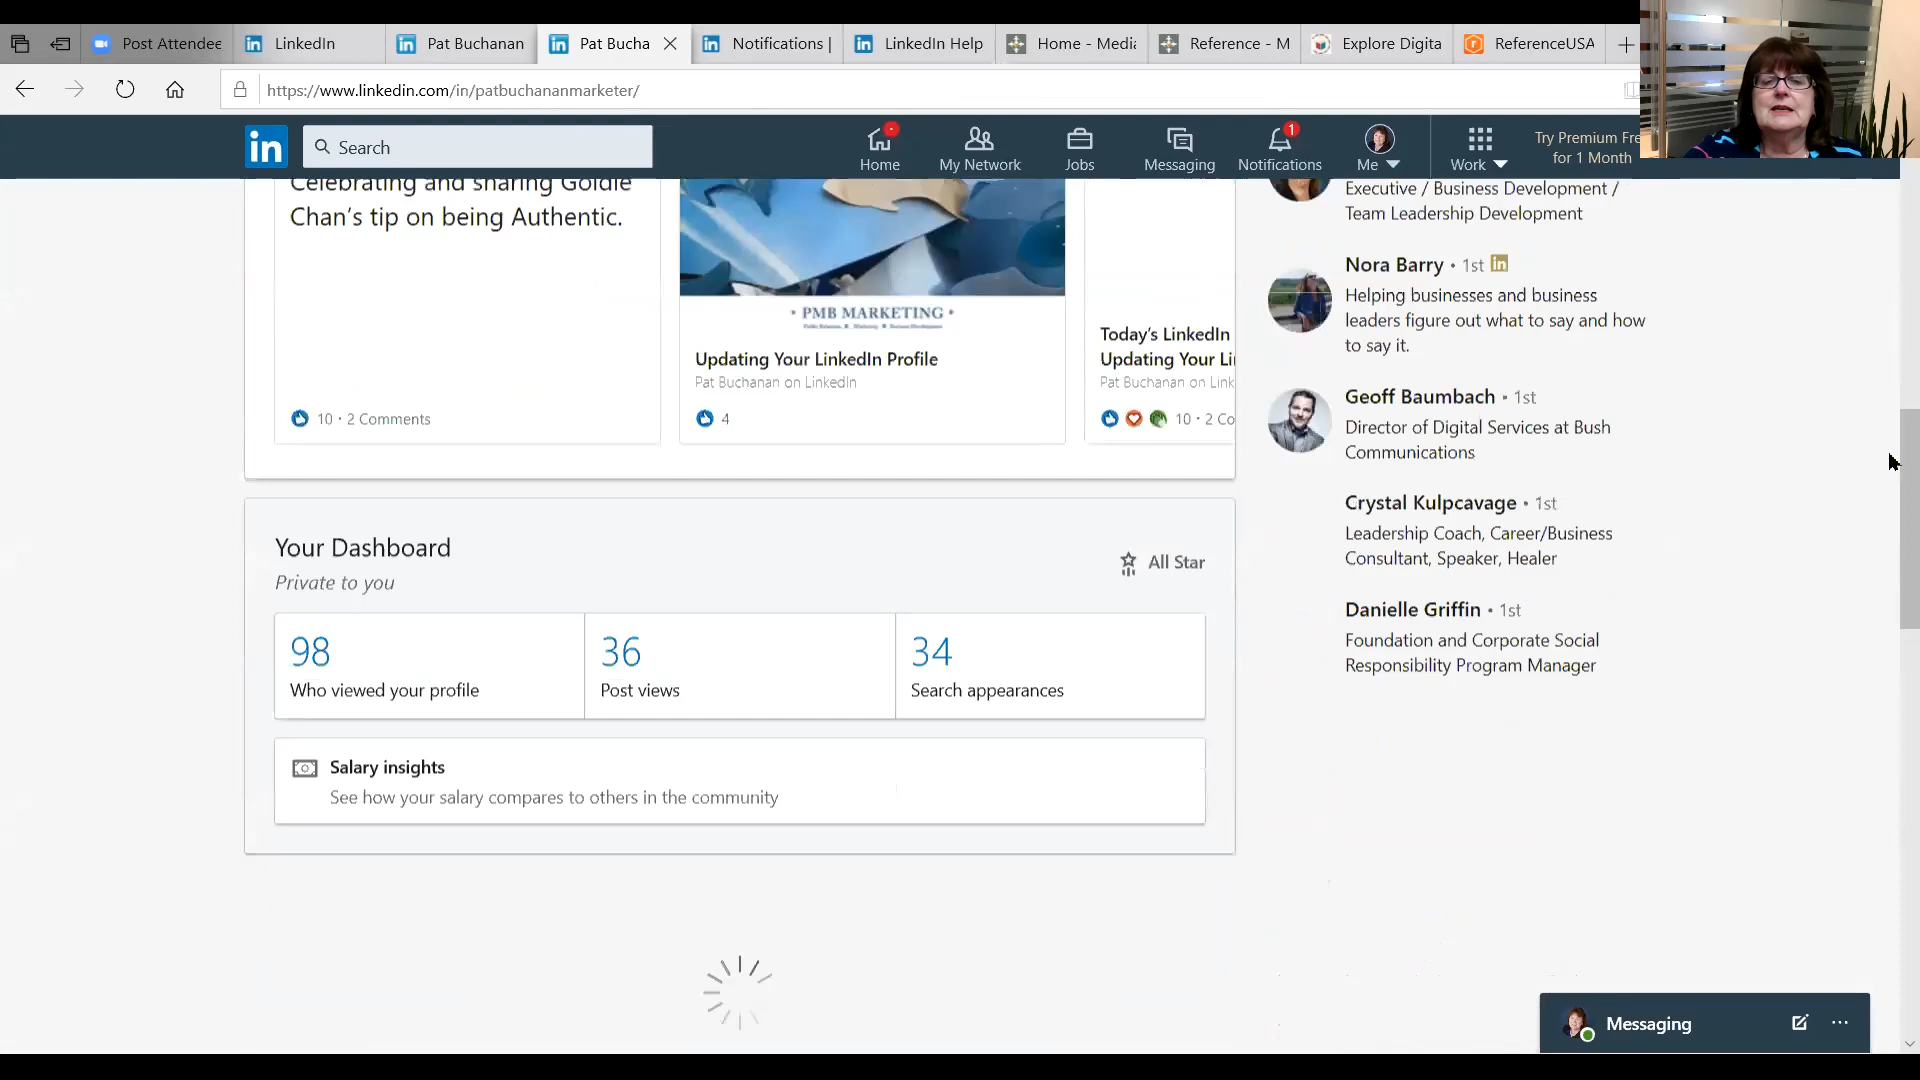 Post Attendee
LinkedIn
Pat Buchanan
Pat Bucha
Notifications |
LinkedIn Help
Home - Media
Reference - M
Explore Digita
ReferenceUSA
https://www.linkedin.com/in/patbuchananmarketer/
in
Search
Home
My Network
Jobs
Messaging
1
Notifications
Me
Work
Try Premium Fre
for 1 Month
Celebrating and sharing Goldie
Chan's tip on being Authentic.
10 · 2 Comments
• PMB MARKETING •
Updating Your LinkedIn Profile
Pat Buchanan on LinkedIn
4
Today's LinkedIn
Updating Your Li
Pat Buchanan on Link
10 · 2 Co
Your Dashboard
Private to you
All Star
98
Who viewed your profile
36
Post views
34
Search appearances
Salary insights
See how your salary compares to others in the community
Executive / Business Development /
Team Leadership Development
Nora Barry • 1st in
Helping businesses and business
leaders figure out what to say and how
to say it.
Geoff Baumbach • 1st
Director of Digital Services at Bush
Communications
Crystal Kulpcavage • 1st
Leadership Coach, Career/Business
Consultant, Speaker, Healer
Danielle Griffin • 1st
Foundation and Corporate Social
Responsibility Program Manager
Messaging